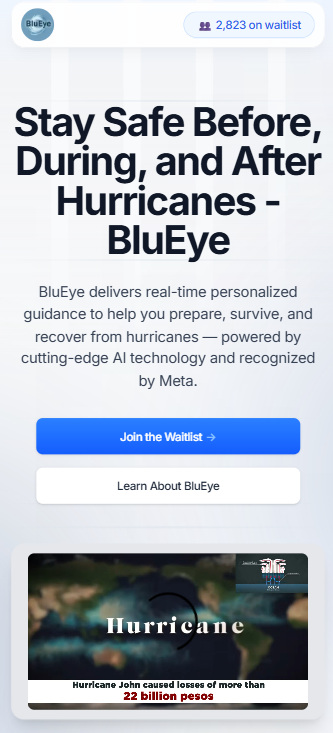 BluEye
2,823 on waitlist
Stay Safe Before,
During, and After
Hurricanes -
BluEye
BluEye delivers real-time personalized
guidance to help you prepare, survive, and
recover from hurricanes — powered by
cutting-edge AI technology and recognized
by Meta.
Join the Waitlist →
Learn About BluEye
Hurricane
Hurricane John caused losses of more than
22 billion pesos